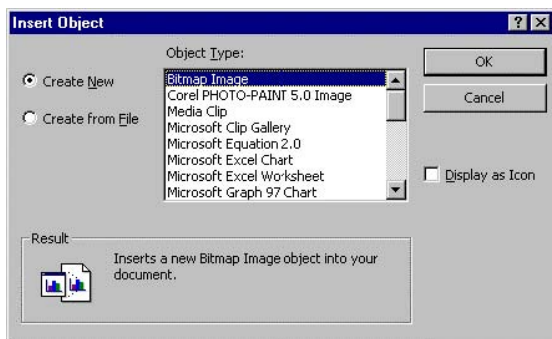 Insert Object
Object Type:
Create New
Create from File
Bitmap Image
Corel PHOTO-PAINT 5.0 Image
Media Clip
Microsoft Clip Gallery
Microsoft Equation 2.0
Microsoft Excel Chart
Microsoft Excel Worksheet
Microsoft Graph 97 Chart
OK
Cancel
Display as Icon
Result
Inserts a new Bitmap Image object into your
document.